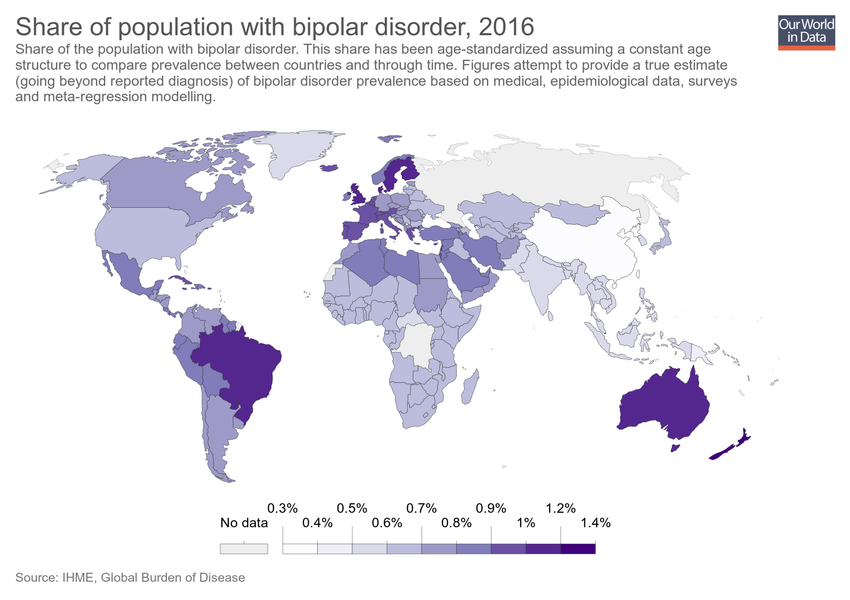 Share of population with bipolar disorder, 2016
Our World
in Data
Share of the population with bipolar disorder. This share has been age-standardized assuming a constant age
structure to compare prevalence between countries and through time. Figures attempt to provide a true estimate
(going beyond reported diagnosis) of bipolar disorder prevalence based on medical, epidemiological data, surveys
and meta-regression modelling.
0.3% 0.5% 0.7% 0.9% 1.2%
No data 0.4% 0.6% 0.8% 1% 1.4%
Source: IHME, Global Burden of Disease